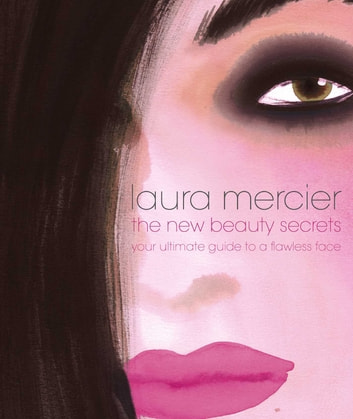 laura mercier
the new beauty secrets
your ultimate guide to a flawless face